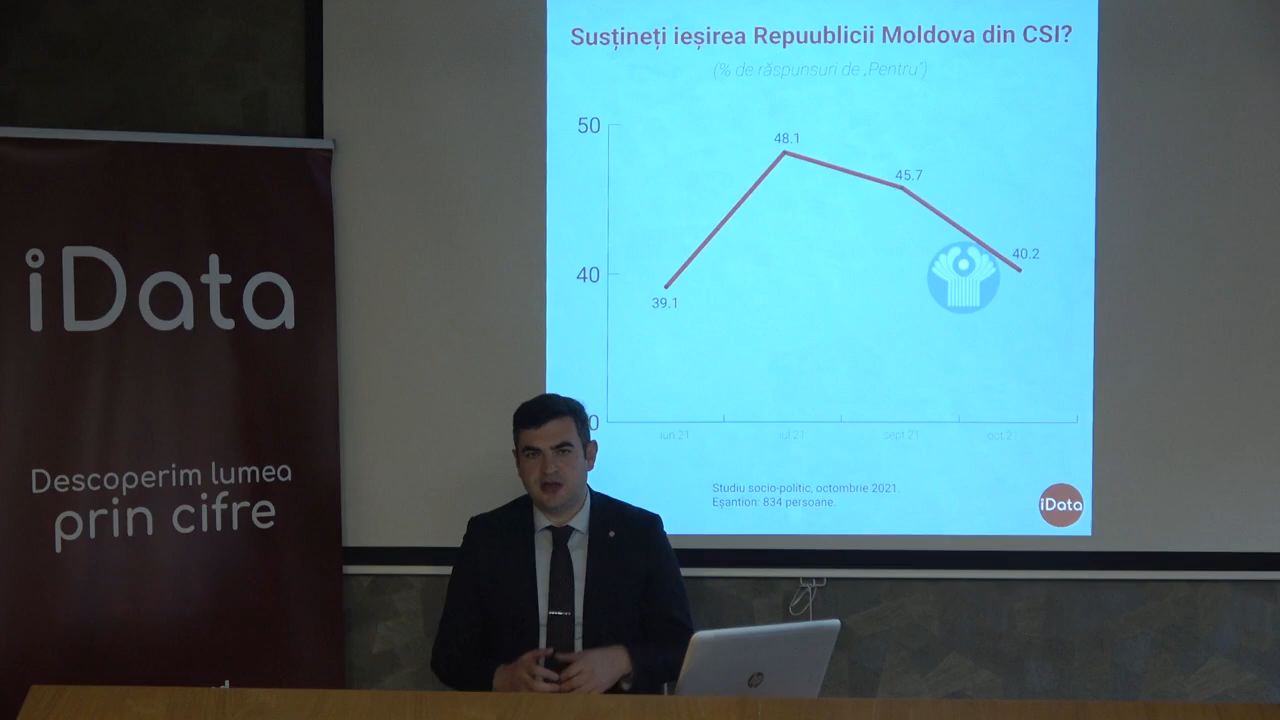 Susțineți ieșirea Repuublicii Moldova din CSI?
(% de răspunsuri de „Pentru")
50
48.1
45.7
40.2
40
39.1
0
iun 21
iul 21
sept 21
oct 21
Studiu socio-politic, octombrie 2021.
Eșantion: 834 persoane.
iData
iData
Descoperim lumea
prin cifre
hp